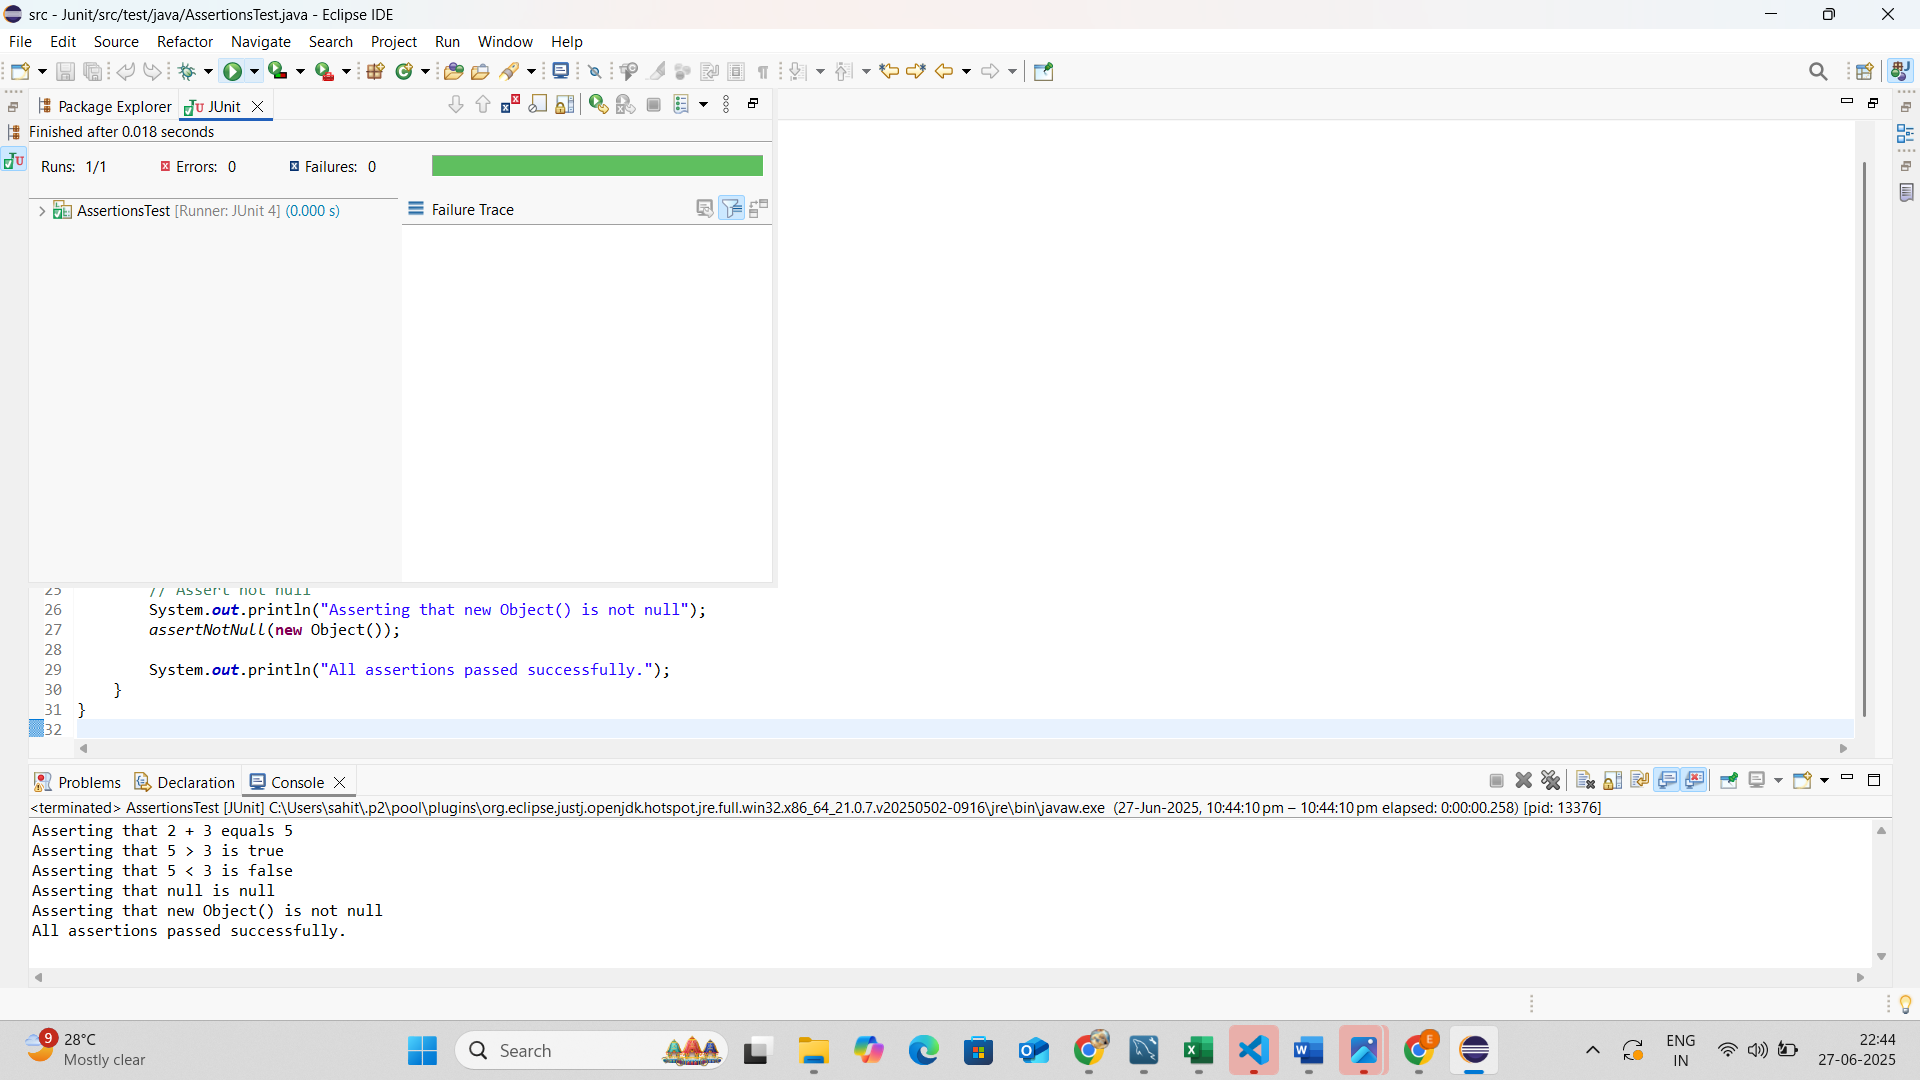 src - Junit/src/test/java/AssertionsTest.java - Eclipse IDE
File Edit Source Refactor Navigate Search Project Run Window Help
Package Explorer JUnit
Finished after 0.018 seconds
Runs: 1/1 Errors: 0 Failures: 0
AssertionsTest [Runner: JUnit 4] (0.000 s)
Failure Trace
25 // Assert not null
26 System.out.println("Asserting that new Object() is not null");
27 assertNotNull(new Object());
28
29 System.out.println("All assertions passed successfully.");
30 }
31 }
32
Problems Declaration Console
<terminated> AssertionsTest [JUnit] C:\Users\sahit\.p2\pool\plugins\org.eclipse.justj.openjdk.hotspot.jre.full.win32.x86_64_21.0.7.v20250502-0916\jre\bin\javaw.exe (27-Jun-2025, 10:44:10 pm – 10:44:10 pm elapsed: 0:00:00.258) [pid: 13376]
Asserting that 2 + 3 equals 5
Asserting that 5 > 3 is true
Asserting that 5 < 3 is false
Asserting that null is null
Asserting that new Object() is not null
All assertions passed successfully.
9
28°C
Mostly clear
Search
E
ENG
IN
22:44
27-06-2025